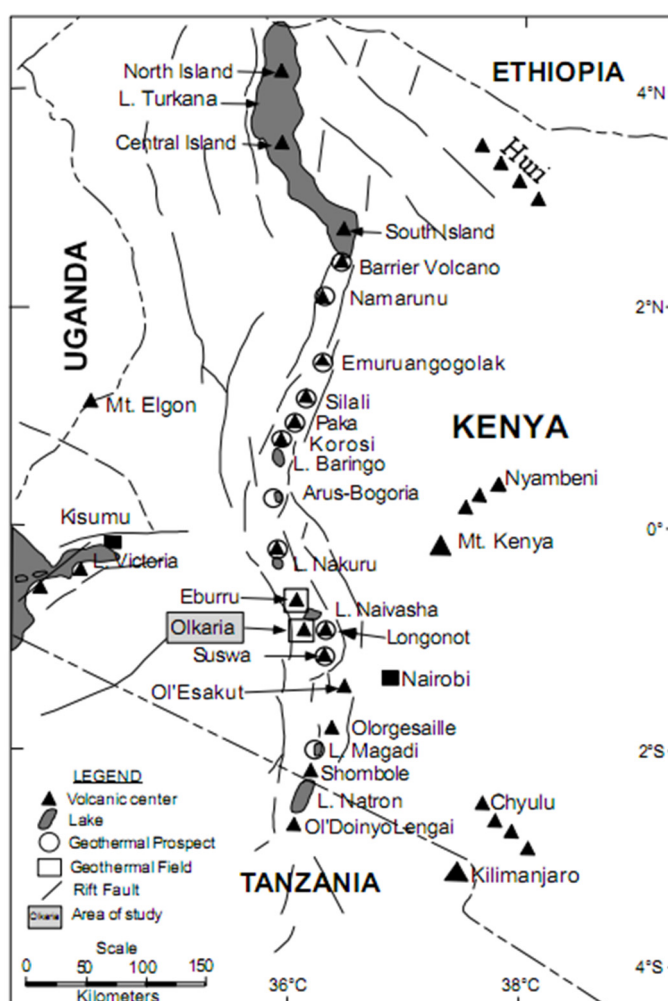 North Island
ETHIOPIA
4°N
L. Turkana
Central Island
Huri
South Island
UGANDA
Barrier Volcano
Namarunu
2°N
Emuruangogolak
Mt. Elgon
Silali
Paka
KENYA
Korosi
L. Baringo
Nyambeni
Arus-Bogoria
Kisumu
0°
Mt. Kenya
L. Victoria
L. Nakuru
Eburru
L. Naivasha
Olkaria
Longonot
Suswa
Nairobi
Ol'Esakut
Olorgesaille
L. Magadi
2°S
Shombole
LEGEND
Volcanic center
L. Natron
Chyulu
Lake
Ol'DoinyoLengai
Geothermal Prospect
Geothermal Field
TANZANIA
Kilimanjaro
Rift Fault
Olkaria
Area of study
Scale
0 50 100 150
Kilometers
36°C
38°C
4°S